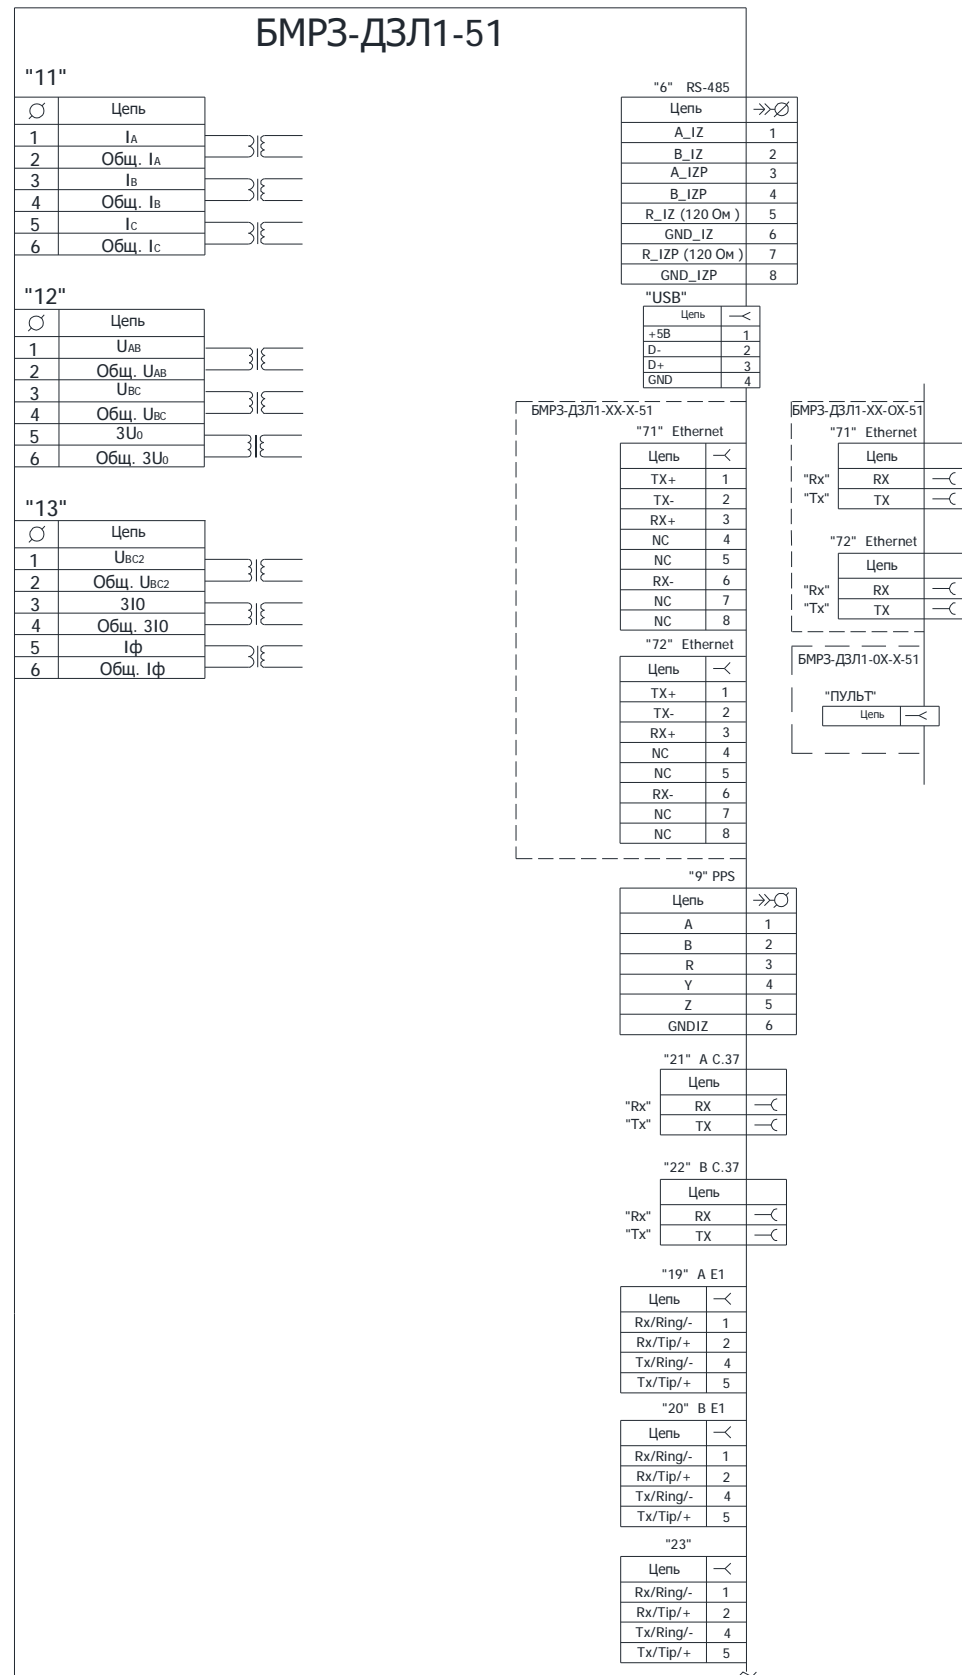 БМРЗ-ДЗЛ1-51
"11"
Цепь
1 IA
2 Общ. IA
3 IB
4 Общ. IB
5 IC
6 Общ. IC
"12"
Цепь
1 UAB
2 Общ. UAB
3 UBC
4 Общ. UBC
5 3U0
6 Общ. 3U0
"13"
Цепь
1 UBC2
2 Общ. UBC2
3 3I0
4 Общ. 3I0
5 Iф
6 Общ. Iф
"6" RS-485
Цепь
A_IZ 1
B_IZ 2
A_IZP 3
B_IZP 4
R_IZ (120 Ом ) 5
GND_IZ 6
R_IZP (120 Ом ) 7
GND_IZP 8
"USB"
Цепь
+5В 1
D- 2
D+ 3
GND 4
БМРЗ-ДЗЛ1-ХХ-Х-51
"71" Ethernet
Цепь
TX+ 1
TX- 2
RX+ 3
NC 4
NC 5
RX- 6
NC 7
NC 8
"72" Ethernet
Цепь
TX+ 1
TX- 2
RX+ 3
NC 4
NC 5
RX- 6
NC 7
NC 8
БМРЗ-ДЗЛ1-ХХ-ОХ-51
"71" Ethernet
Цепь
"Rx" RX
"Tx" TX
"72" Ethernet
Цепь
"Rx" RX
"Tx" TX
БМРЗ-ДЗЛ1-0Х-Х-51
"ПУЛЬТ"
Цепь
"9" PPS
Цепь
A 1
B 2
R 3
Y 4
Z 5
GNDIZ 6
"21" A C.37
Цепь
"Rx" RX
"Tx" TX
"22" B C.37
Цепь
"Rx" RX
"Tx" TX
"19" A E1
Цепь
Rx/Ring/- 1
Rx/Tip/+ 2
Tx/Ring/- 4
Tx/Tip/+ 5
"20" B E1
Цепь
Rx/Ring/- 1
Rx/Tip/+ 2
Tx/Ring/- 4
Tx/Tip/+ 5
"23"
Цепь
Rx/Ring/- 1
Rx/Tip/+ 2
Tx/Ring/- 4
Tx/Tip/+ 5